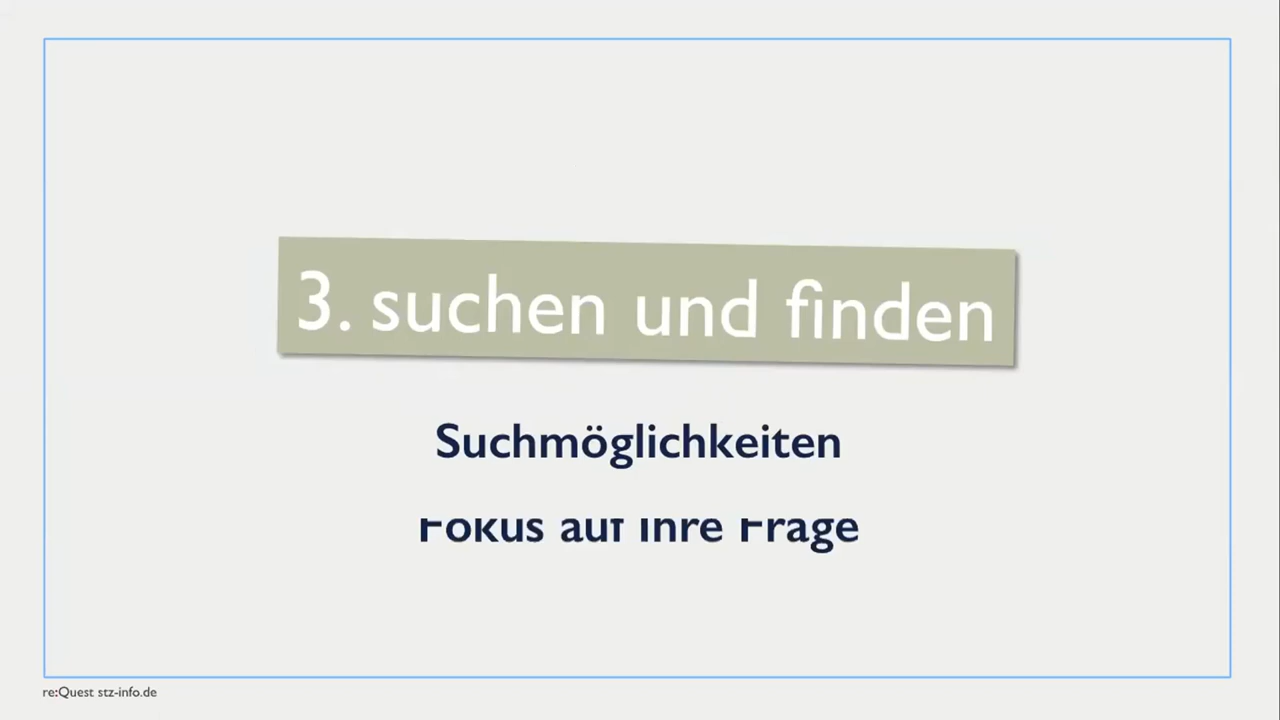 3. suchen und finden
Suchmöglichkeiten
Fokus auf Ihre Frage
re:Quest stz-info.de